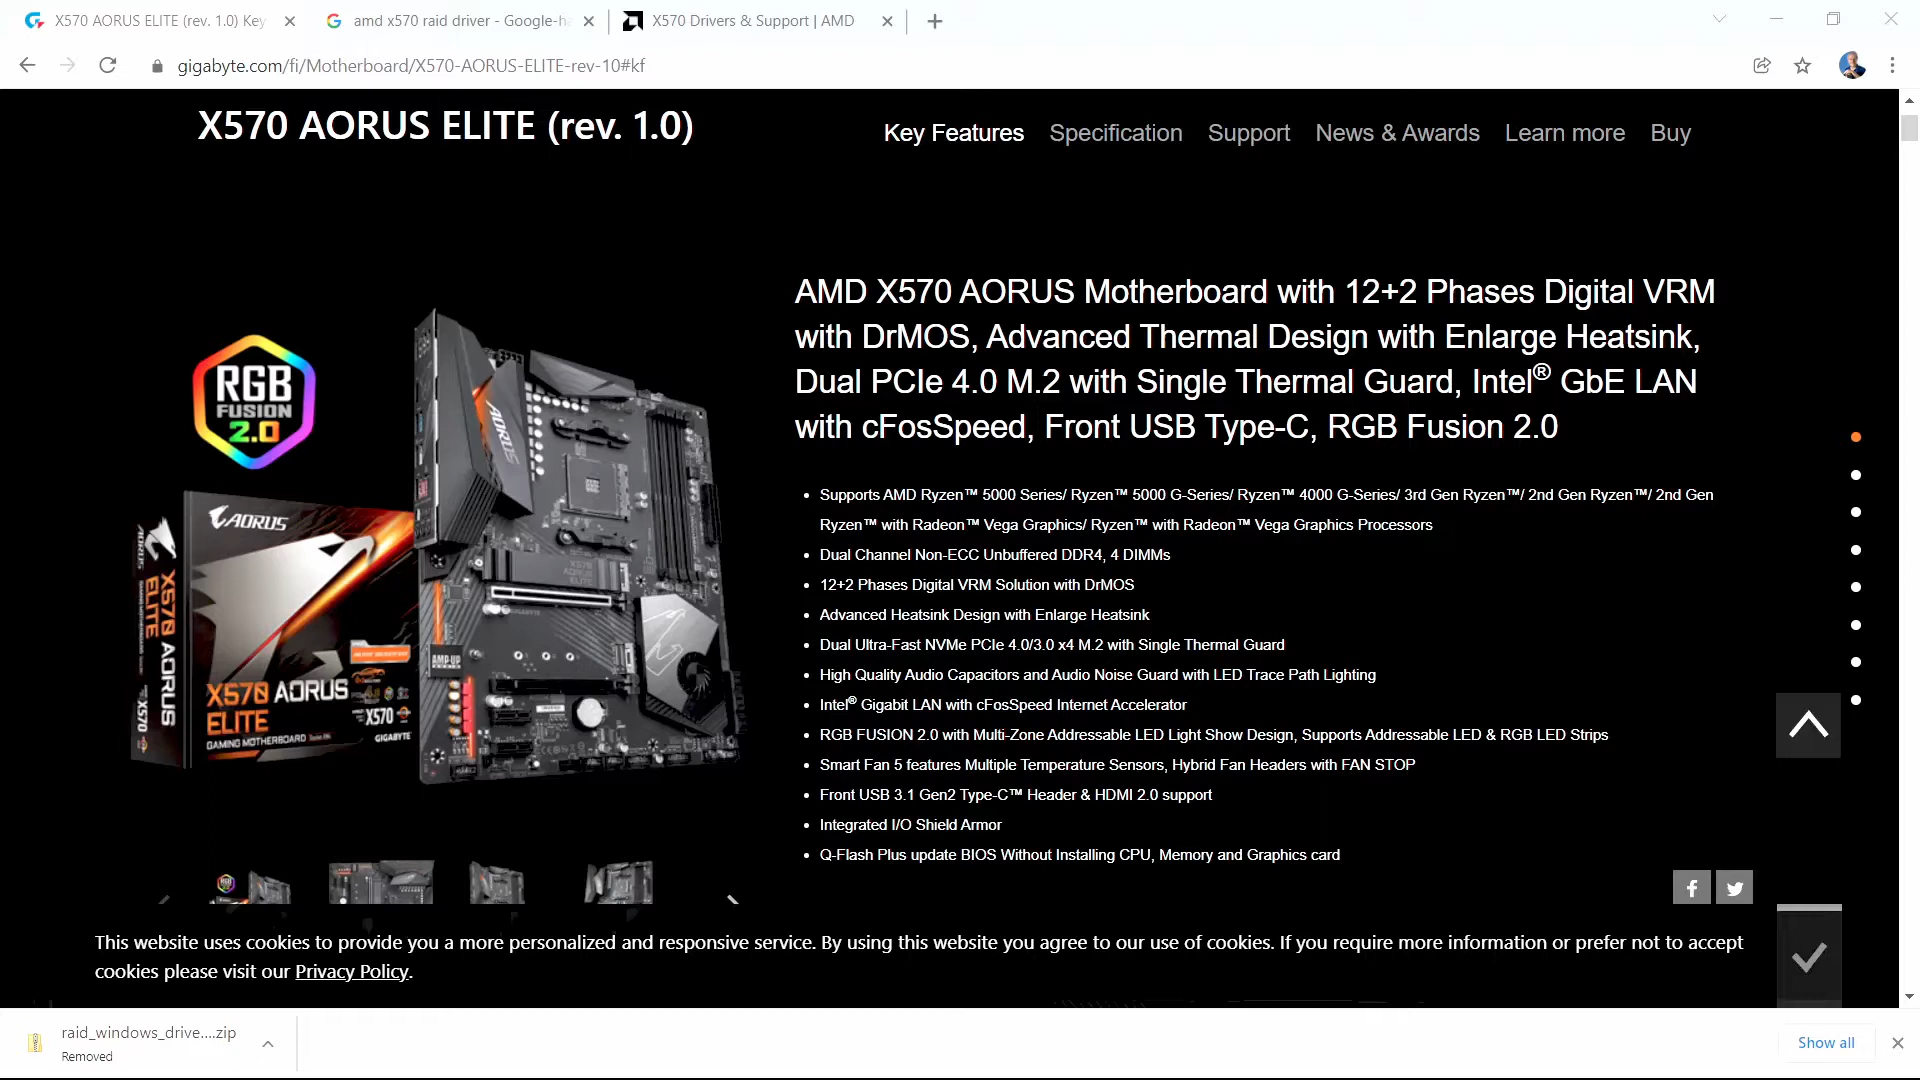 X570 AORUS ELITE (rev. 1.0) Key
amd x570 raid driver - Google-h
X570 Drivers & Support | AMD
gigabyte.com/fi/Motherboard/X570-AORUS-ELITE-rev-10#kf
X570 AORUS ELITE (rev. 1.0)
Key Features Specification Support News & Awards Learn more Buy
AMD X570 AORUS Motherboard with 12+2 Phases Digital VRM
with DrMOS, Advanced Thermal Design with Enlarge Heatsink,
Dual PCIe 4.0 M.2 with Single Thermal Guard, Intel® GbE LAN
with cFosSpeed, Front USB Type-C, RGB Fusion 2.0
RGB
FUSION
2.0
AORUS
AORUS
X570 AORUS
ELITE
X570
X570 AORUS
ELITE
GAMING MOTHERBOARD
X570
GIGABYTE
AMP-UP
Supports AMD Ryzen™ 5000 Series/ Ryzen™ 5000 G-Series/ Ryzen™ 4000 G-Series/ 3rd Gen Ryzen™/ 2nd Gen Ryzen™/ 2nd Gen
Ryzen™ with Radeon™ Vega Graphics/ Ryzen™ with Radeon™ Vega Graphics Processors
Dual Channel Non-ECC Unbuffered DDR4, 4 DIMMs
12+2 Phases Digital VRM Solution with DrMOS
Advanced Heatsink Design with Enlarge Heatsink
Dual Ultra-Fast NVMe PCIe 4.0/3.0 x4 M.2 with Single Thermal Guard
High Quality Audio Capacitors and Audio Noise Guard with LED Trace Path Lighting
Intel® Gigabit LAN with cFosSpeed Internet Accelerator
RGB FUSION 2.0 with Multi-Zone Addressable LED Light Show Design, Supports Addressable LED & RGB LED Strips
Smart Fan 5 features Multiple Temperature Sensors, Hybrid Fan Headers with FAN STOP
Front USB 3.1 Gen2 Type-C™ Header & HDMI 2.0 support
Integrated I/O Shield Armor
Q-Flash Plus update BIOS Without Installing CPU, Memory and Graphics card
This website uses cookies to provide you a more personalized and responsive service. By using this website you agree to our use of cookies. If you require more information or prefer not to accept
cookies please visit our Privacy Policy.
raid_windows_drive....zip
Removed
Show all